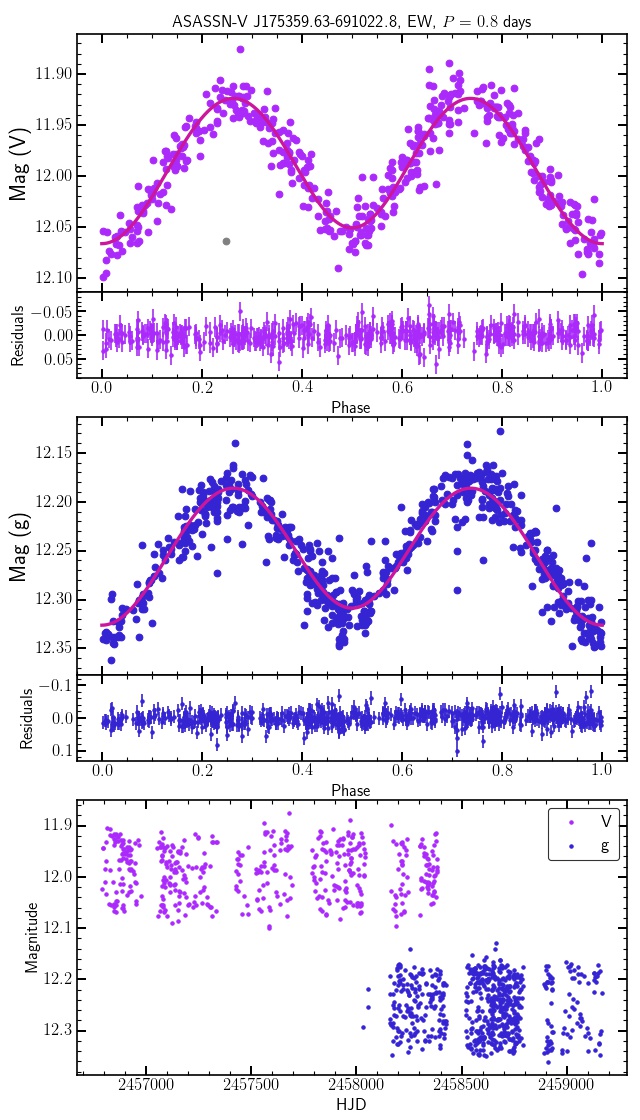 ASASSN-V J175359.63-691022.8, EW, P = 0.8 days
Mag (V)
11.90
11.95
12.00
12.05
12.10
Residuals
−0.05
0.00
0.05
0.0 0.2 0.4 0.6 0.8 1.0
Phase
Mag (g)
12.15
12.20
12.25
12.30
12.35
Residuals
−0.1
0.0
0.1
0.0 0.2 0.4 0.6 0.8 1.0
Phase
Magnitude
11.9
12.0
12.1
12.2
12.3
V
g
2457000 2457500 2458000 2458500 2459000
HJD